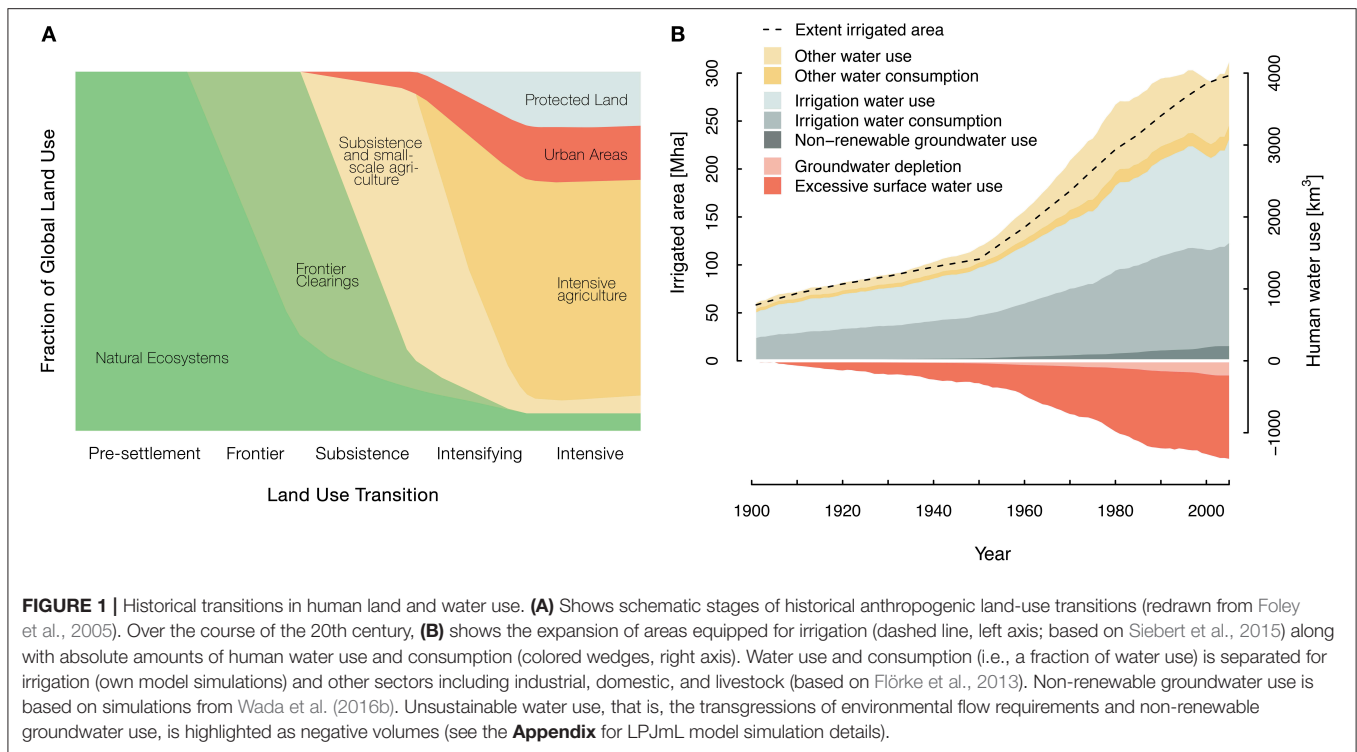 A
Fraction of Global Land Use
Natural Ecosystems
Frontier
Clearings
Subsistence
and small-
scale agri-
culture
Protected Land
Urban Areas
Intensive
agriculture
Pre-settlement
Frontier
Subsistence
Intensifying
Intensive
Land Use Transition
B
Extent irrigated area
Other water use
Other water consumption
Irrigation water use
Irrigation water consumption
Non−renewable groundwater use
Groundwater depletion
Excessive surface water use
Irrigated area [Mha]
300
250
200
150
100
50
0
Human water use [km³]
4000
3000
2000
1000
0
−1000
1900
1920
1940
1960
1980
2000
Year
FIGURE 1 | Historical transitions in human land and water use. (A) Shows schematic stages of historical anthropogenic land-use transitions (redrawn from Foley
et al., 2005). Over the course of the 20th century, (B) shows the expansion of areas equipped for irrigation (dashed line, left axis; based on Siebert et al., 2015) along
with absolute amounts of human water use and consumption (colored wedges, right axis). Water use and consumption (i.e., a fraction of water use) is separated for
irrigation (own model simulations) and other sectors including industrial, domestic, and livestock (based on Flörke et al., 2013). Non-renewable groundwater use is
based on simulations from Wada et al. (2016b). Unsustainable water use, that is, the transgressions of environmental flow requirements and non-renewable
groundwater use, is highlighted as negative volumes (see the Appendix for LPJmL model simulation details).